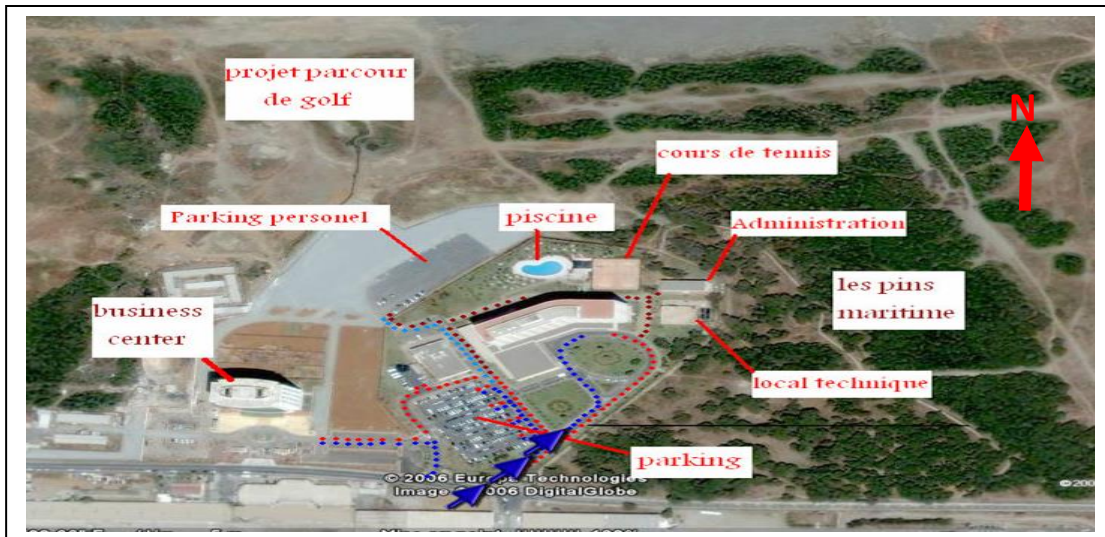 projet parcour
de golf
N
cours de tennis
Parking personel
piscine
Administration
les pins
maritime
business
center
local technique
parking
© 2006 Europa Technologies
Image © 2006 DigitalGlobe
©200